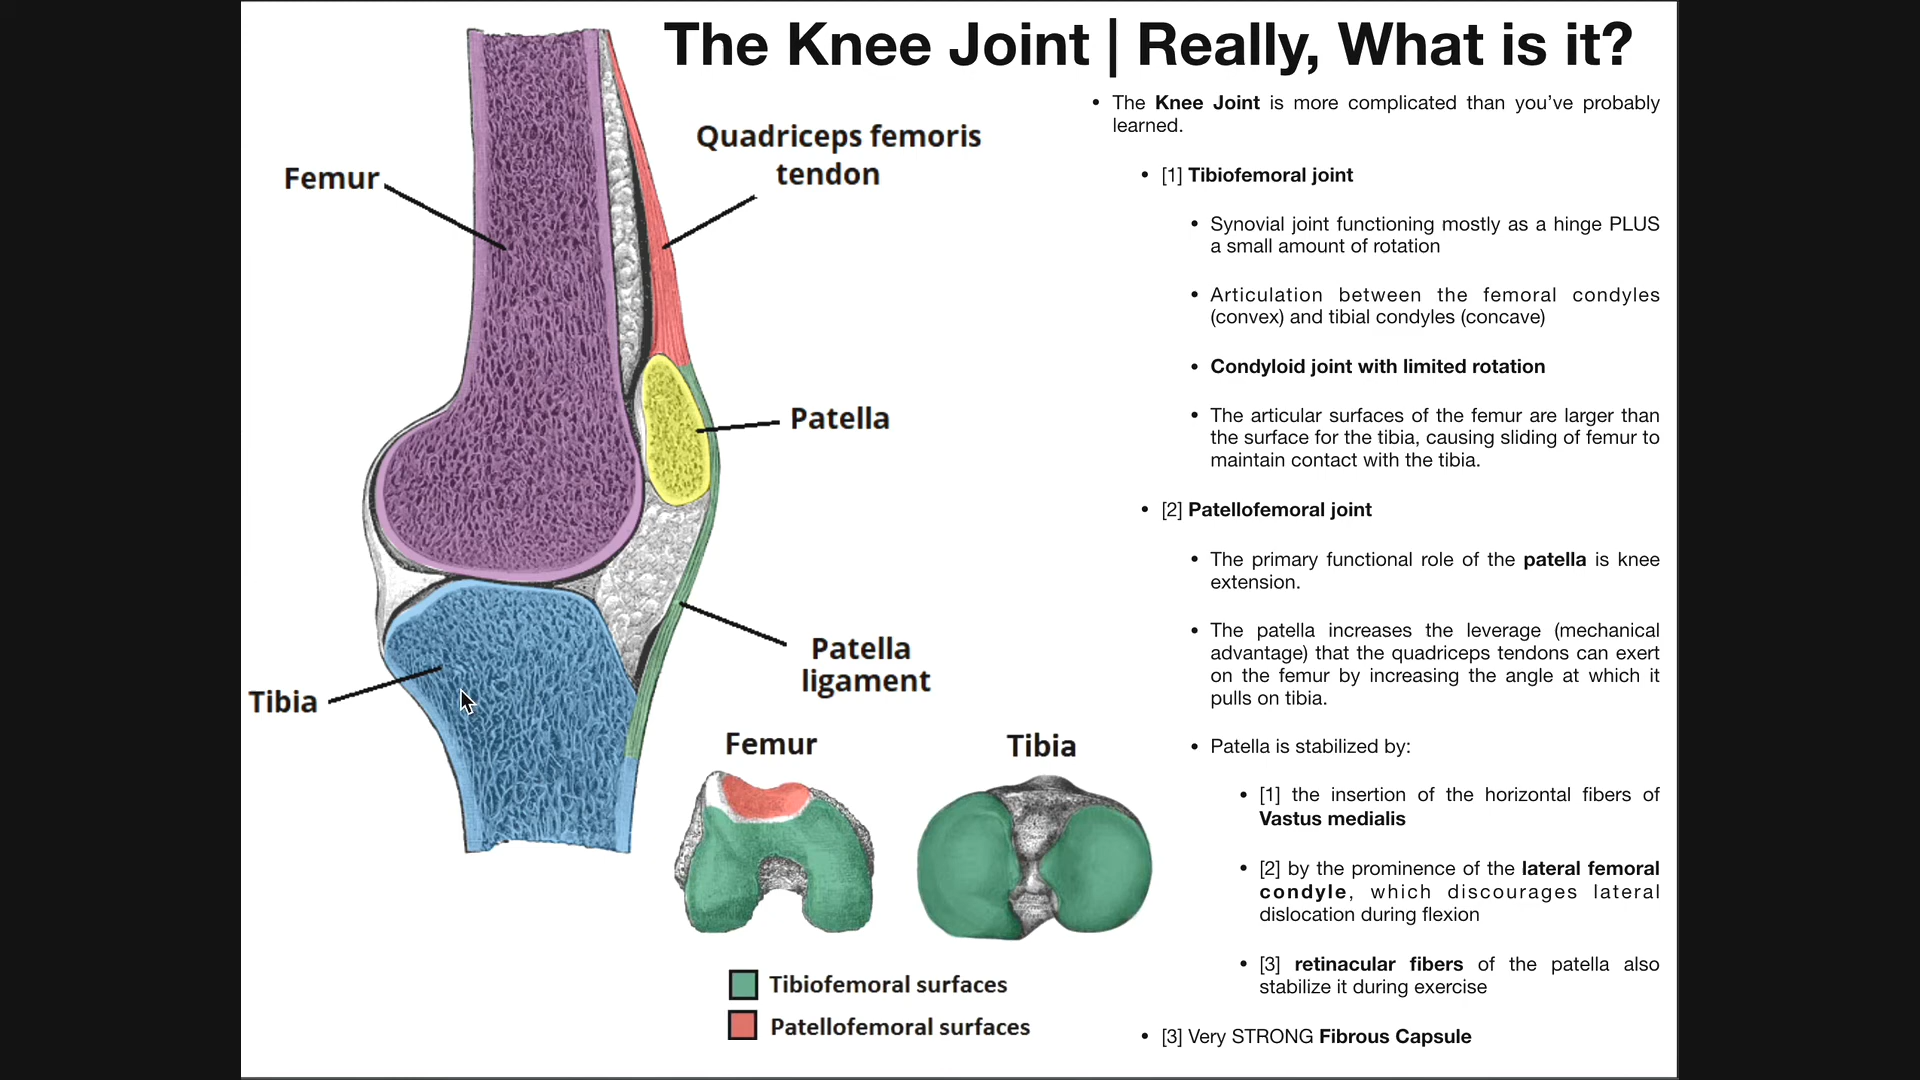 The Knee Joint | Really, What is it?
Quadriceps femoris
tendon
Femur
Patella
Patella
ligament
Tibia
Femur
Tibia
Tibiofemoral surfaces
Patellofemoral surfaces
• The Knee Joint is more complicated than you’ve probably
learned.
• [1] Tibiofemoral joint
• Synovial joint functioning mostly as a hinge PLUS
a small amount of rotation
• Articulation between the femoral condyles
(convex) and tibial condyles (concave)
• Condyloid joint with limited rotation
• The articular surfaces of the femur are larger than
the surface for the tibia, causing sliding of femur to
maintain contact with the tibia.
• [2] Patellofemoral joint
• The primary functional role of the patella is knee
extension.
• The patella increases the leverage (mechanical
advantage) that the quadriceps tendons can exert
on the femur by increasing the angle at which it
pulls on tibia.
• Patella is stabilized by:
• [1] the insertion of the horizontal fibers of
Vastus medialis
• [2] by the prominence of the lateral femoral
condyle, which discourages lateral
dislocation during flexion
• [3] retinacular fibers of the patella also
stabilize it during exercise
• [3] Very STRONG Fibrous Capsule